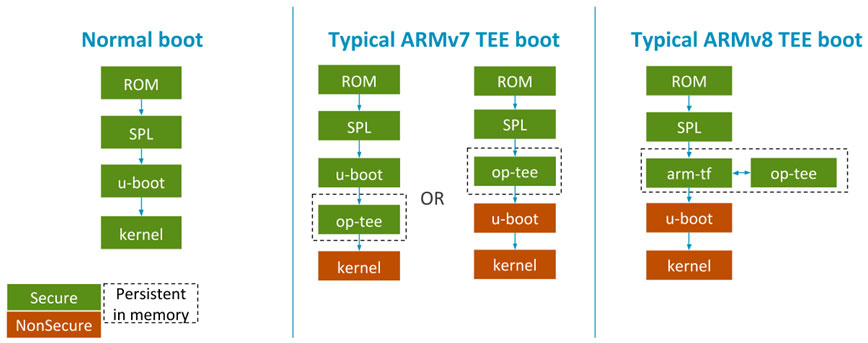 Normal boot
ROM
SPL
u-boot
kernel
Secure
NonSecure
Persistent
in memory
Typical ARMv7 TEE boot
ROM
SPL
u-boot
op-tee
kernel
OR
ROM
SPL
op-tee
u-boot
kernel
Typical ARMv8 TEE boot
ROM
SPL
arm-tf
op-tee
u-boot
kernel